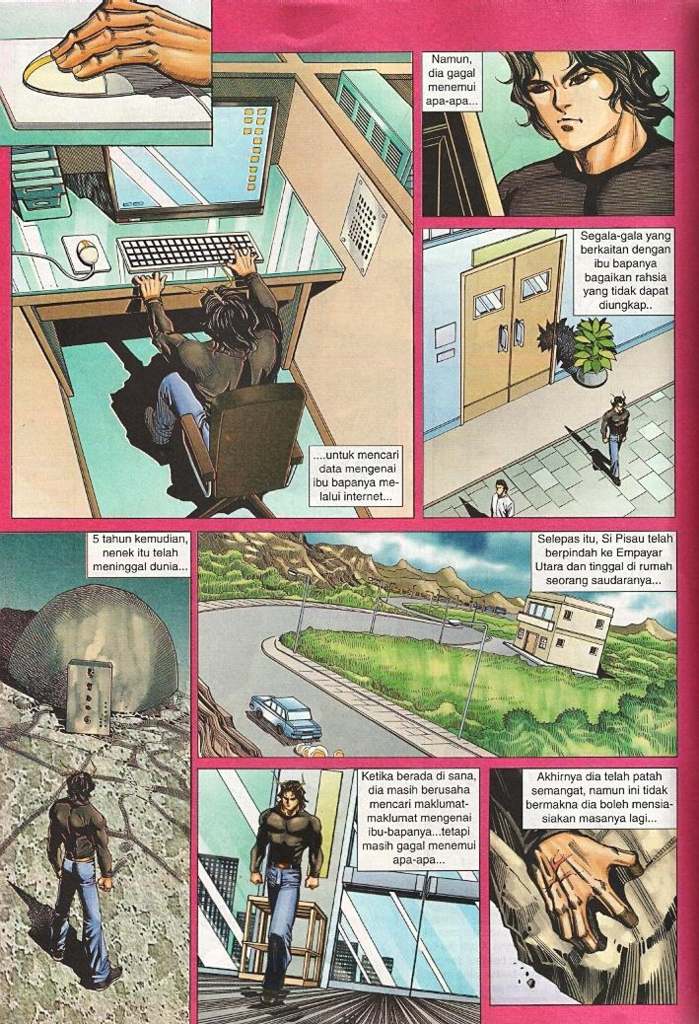 ....untuk mencari
data mengenai
ibu bapanya me-
lalui internet...
Namun,
dia gagal
menemui
apa-apa...
Segala-gala yang
berkaitan dengan
ibu bapanya
bagaikan rahsia
yang tidak dapat
diungkap..
5 tahun kemudian,
nenek itu telah
meninggal dunia...
Selepas itu, Si Pisau telah
berpindah ke Empayar
Utara dan tinggal di rumah
seorang saudaranya...
Ketika berada di sana,
dia masih berusaha
mencari maklumat-
maklumat mengenai
ibu-bapanya...tetapi
masih gagal menemui
apa-apa...
Akhirnya dia telah patah
semangat, namun ini tidak
bermakna dia boleh mensia-
siakan masanya lagi...